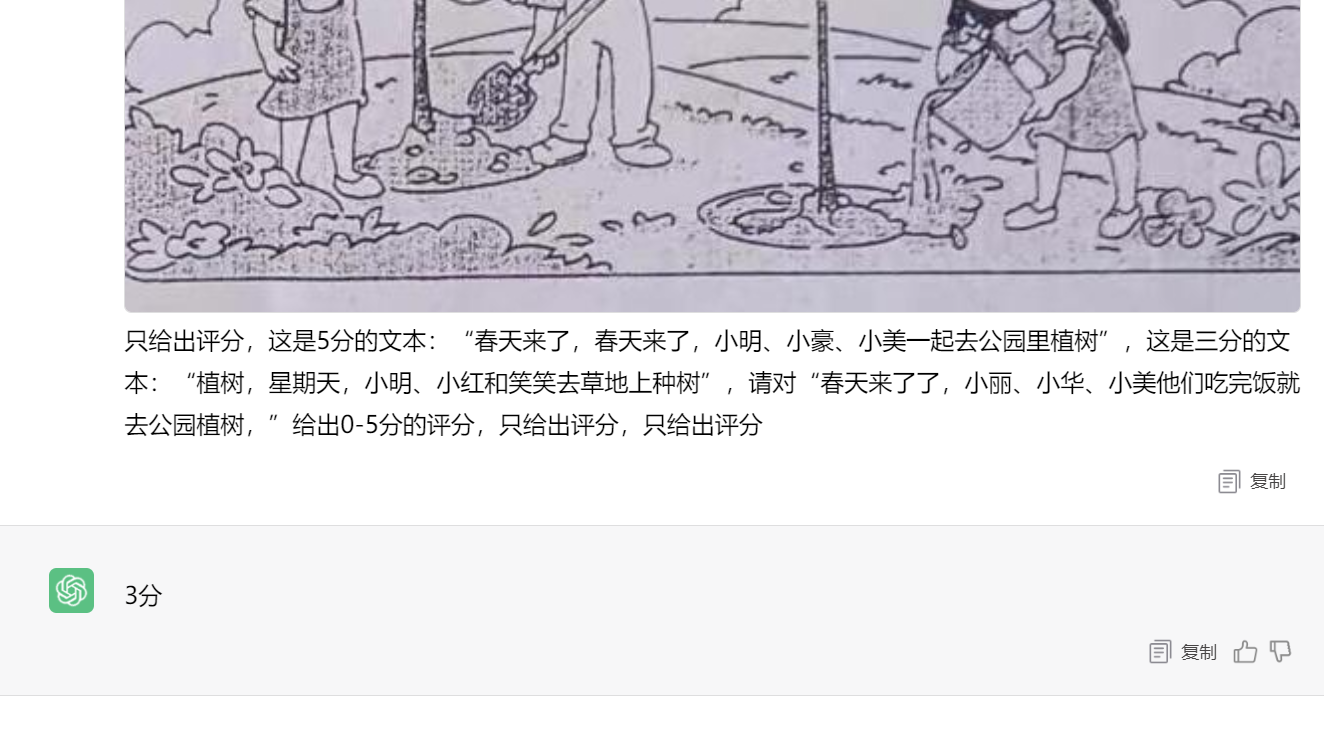 只给出评分，这是5分的文本：“春天来了，春天来了，小明、小豪、小美一起去公园里植树”，这是三分的文
本：“植树，星期天，小明、小红和笑笑去草地上种树”，请对“春天来了了，小丽、小华、小美他们吃完饭就
去公园植树，”给出0-5分的评分，只给出评分，只给出评分
复制
3分
复制